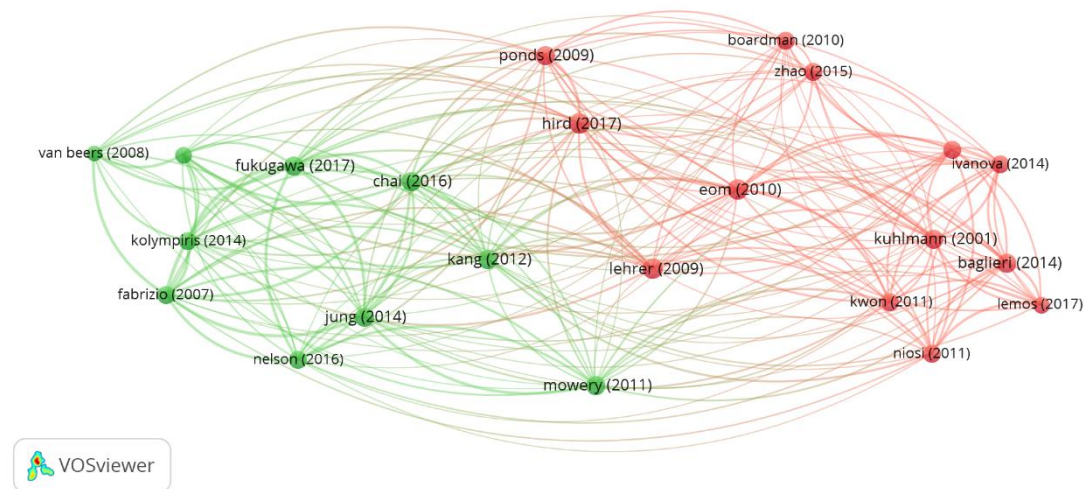 boardman (2010)
ponds (2009)
zhao (2015)
hird (2017)
van beers (2008)
fukugawa (2017)
ivanova (2014)
chai (2016)
eom (2010)
kolympiris (2014)
kuhlmann (2001)
kang (2012)
lehrer (2009)
baglieri (2014)
fabrizio (2007)
kwon (2011)
lemos (2017)
jung (2014)
niosi (2011)
nelson (2016)
mowery (2011)
VOSviewer